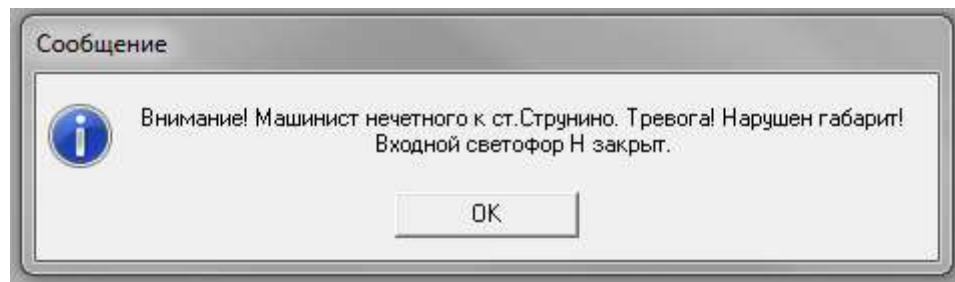 Сообщение
Внимание! Машинист нечетного к ст.Струнино. Тревога! Нарушен габарит!
Входной светофор Н закрыт.
OK